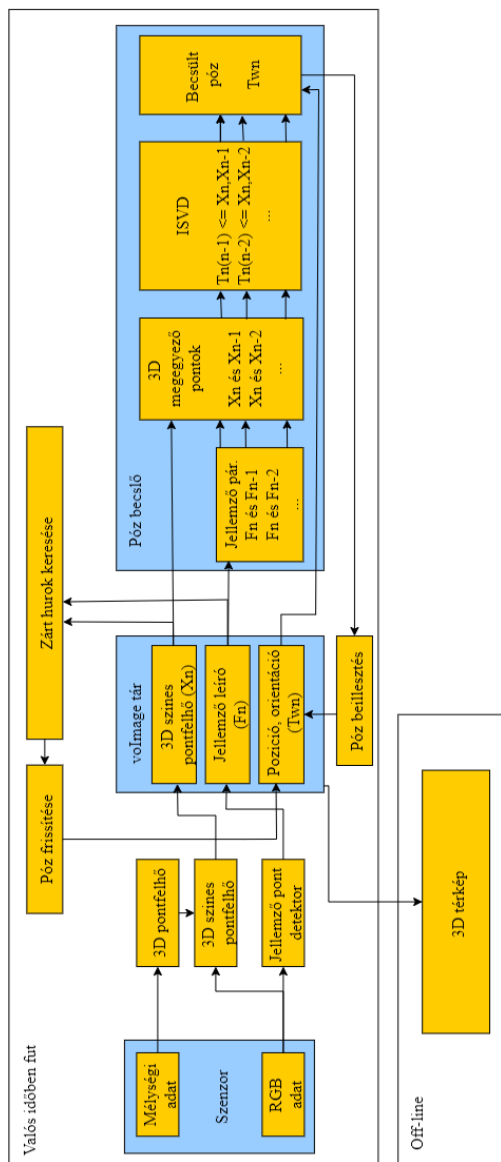 Valós időben fut
Szenzor
Mélységi
adat
RGB
adat
3D pontfelhő
3D színes
pontfelhő
Jellemző pont
detektor
Póz frissítése
Zárt hurok keresése
voImage tár
3D színes
pontfelhő (Xn)
Jellemző leíró
(Fn)
Pozíció, orientáció
(Twn)
Póz beillesztés
Póz becslő
Jellemző pár.
Fn és Fn-1
Fn és Fn-2
...
3D
megegyező
pontok
Xn és Xn-1
Xn és Xn-2
...
ISVD
Tn(n-1) <= Xn,Xn-1
Tn(n-2) <= Xn,Xn-2
...
Becsült
póz
Twn
Off-line
3D térkép